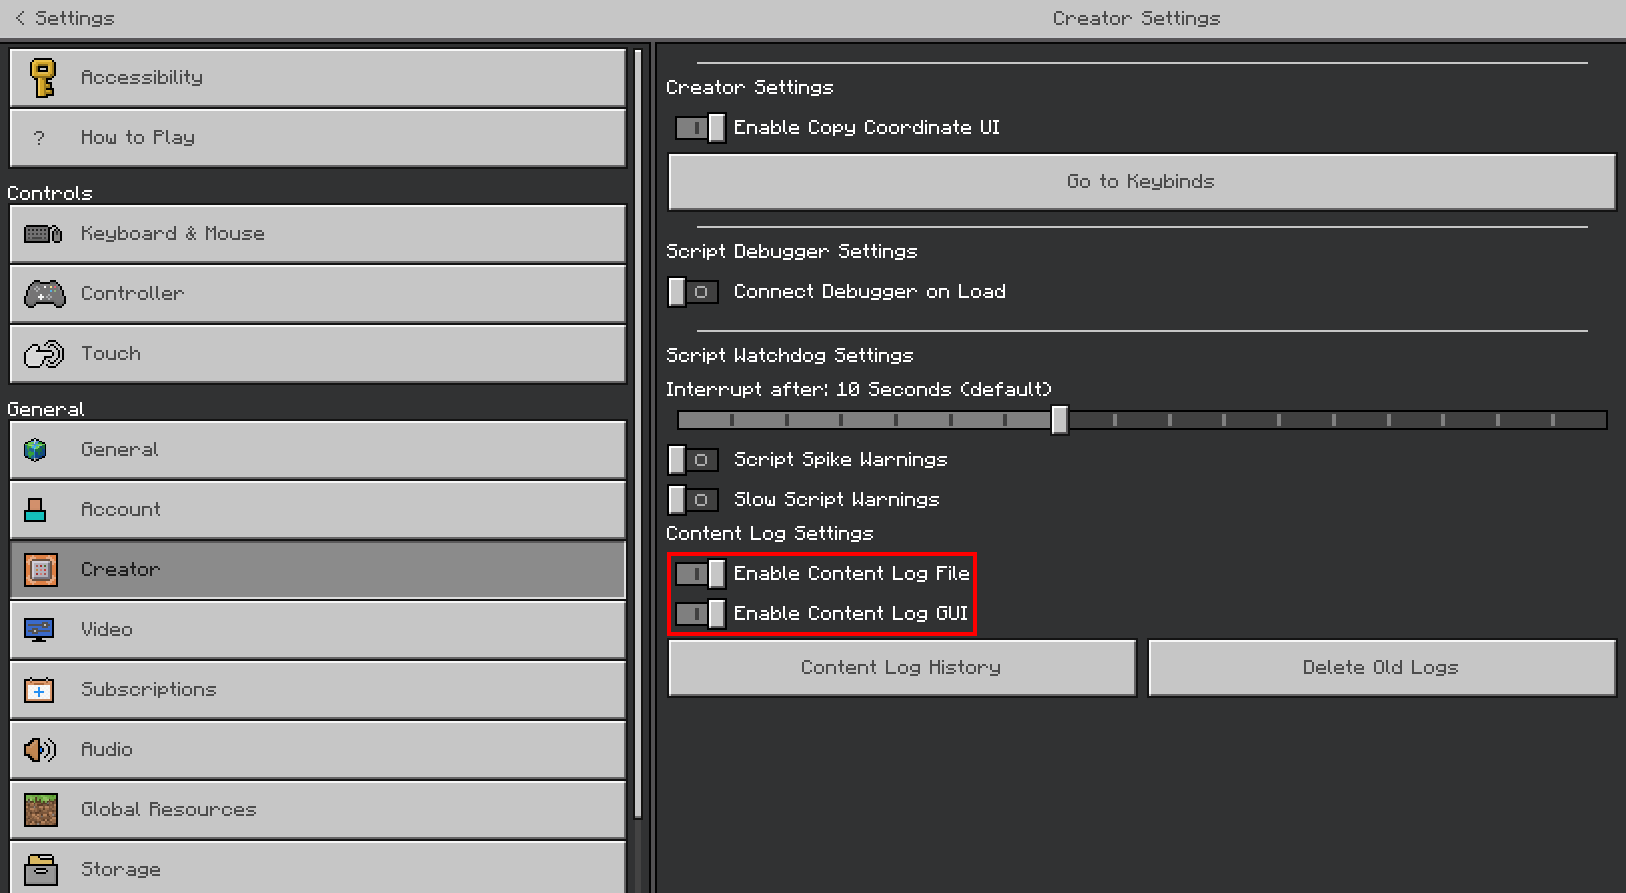 Settings
Creator Settings
Accessibility
? How to Play
Controls
Keyboard & Mouse
Controller
Touch
General
General
Account
Creator
Video
Subscriptions
Audio
Global Resources
Storage
Creator Settings
Enable Copy Coordinate UI
Go to Keybinds
Script Debugger Settings
Connect Debugger on Load
Script Watchdog Settings
Interrupt after: 10 Seconds (default)
Script Spike Warnings
Slow Script Warnings
Content Log Settings
Enable Content Log File
Enable Content Log GUI
Content Log History
Delete Old Logs